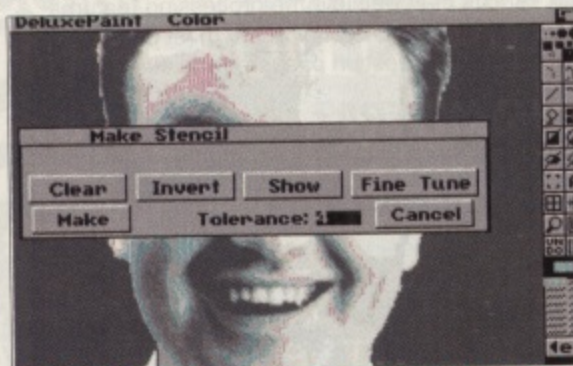 DeluxePaint Color
Make Stencil
Clear Invert Show Fine Tune
Make Tolerance: Cancel